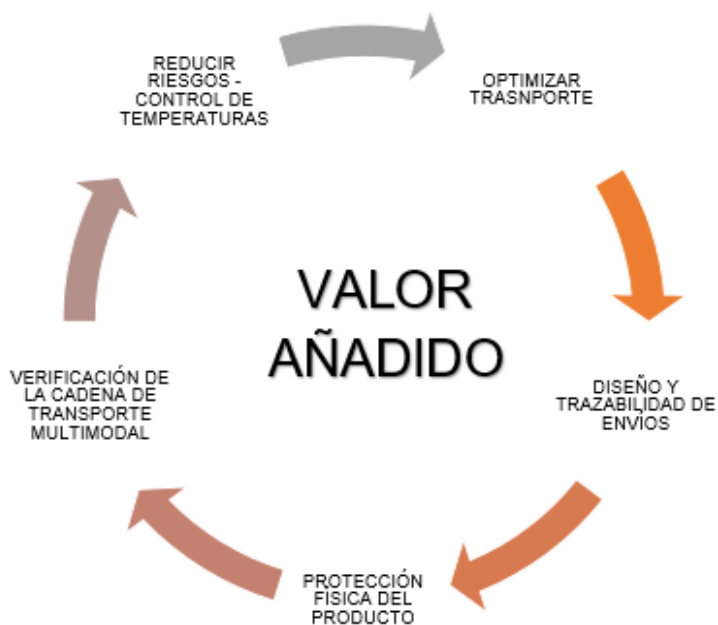 REDUCIR
RIESGOS -
CONTROL DE
TEMPERATURAS
OPTIMIZAR
TRASNPORTE
VALOR
AÑADIDO
DISEÑO Y
TRAZABILIDAD DE
ENVIOS
PROTECCIÓN
FÍSICA DEL
PRODUCTO
VERIFICACIÓN DE
LA CADENA DE
TRANSPORTE
MULTIMODAL